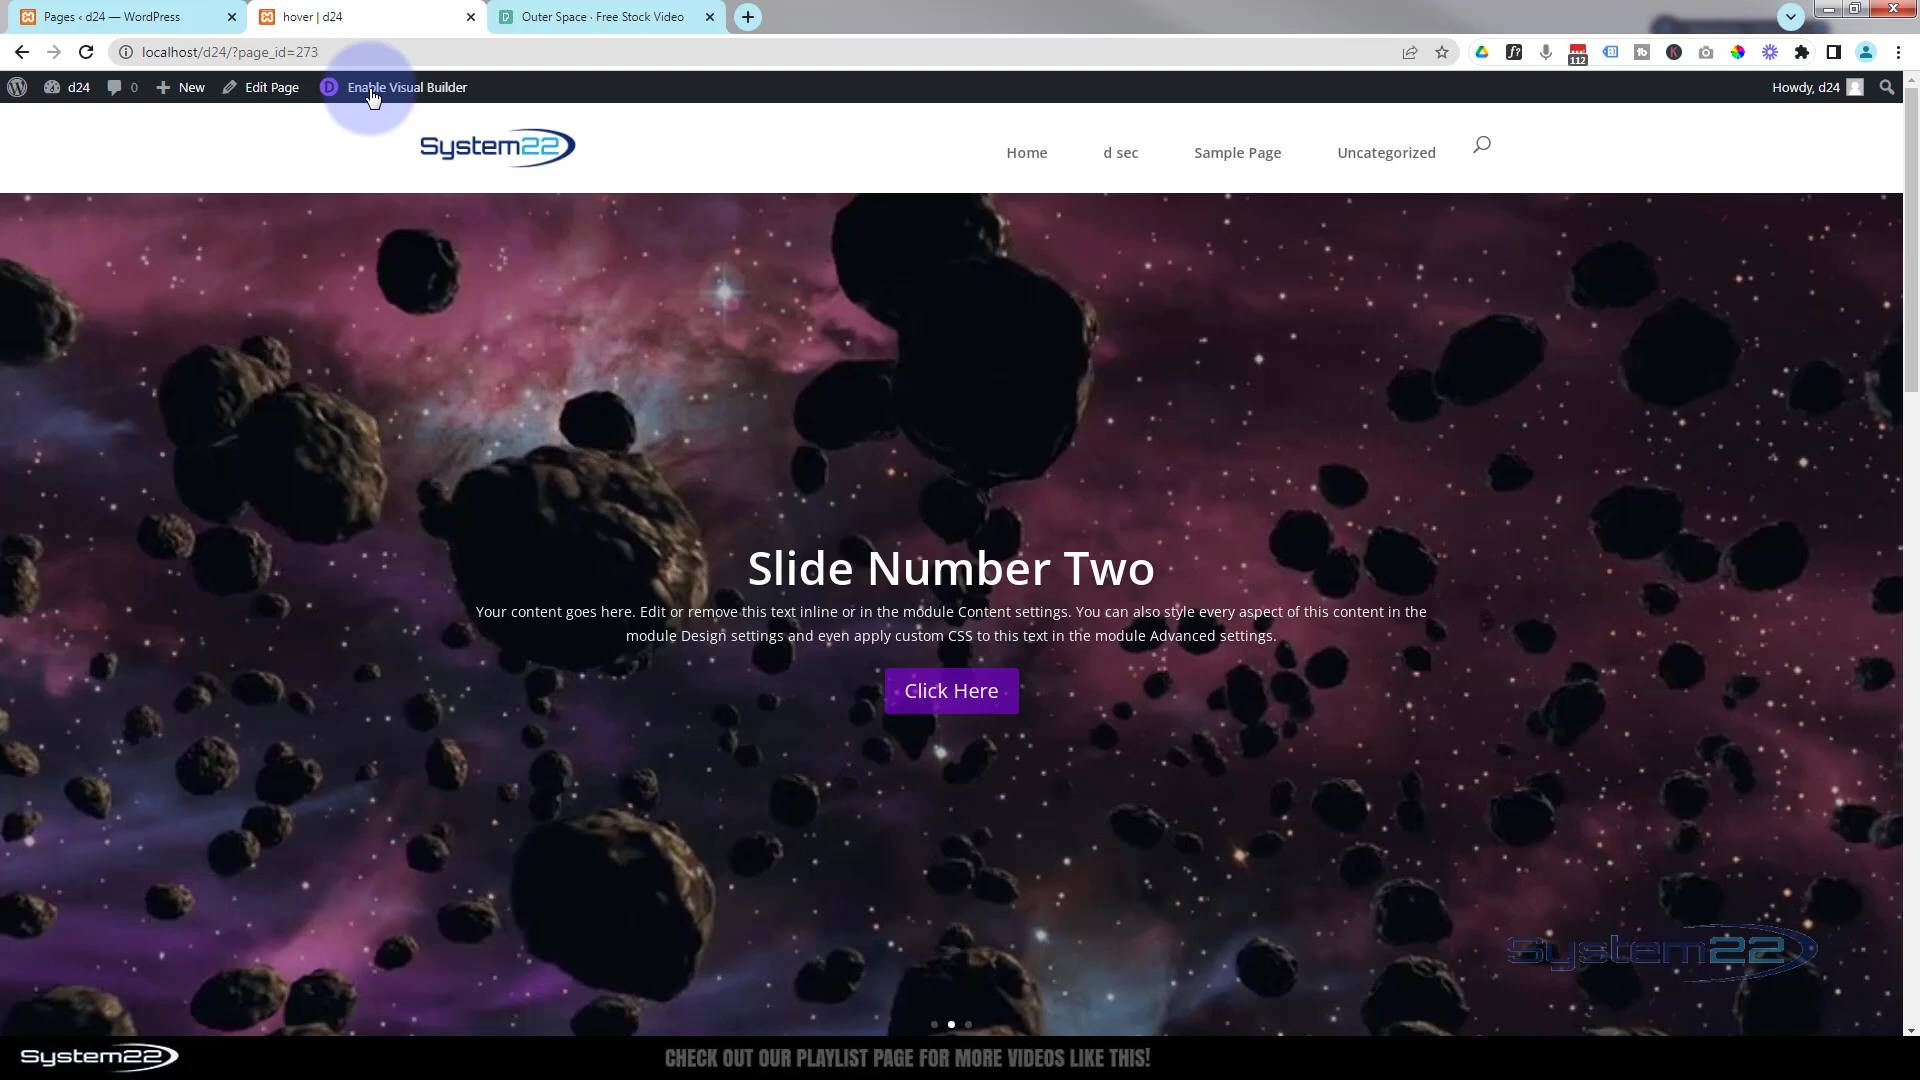 Pages ‹ d24 — WordPress
hover | d24
Outer Space · Free Stock Video
localhost/d24/?page_id=273
112
d24
0
New
Edit Page
D
Enable Visual Builder
Howdy, d24
System22
Home
d sec
Sample Page
Uncategorized
Slide Number Two
Your content goes here. Edit or remove this text inline or in the module Content settings. You can also style every aspect of this content in the
module Design settings and even apply custom CSS to this text in the module Advanced settings.
Click Here
System22
System22
CHECK OUT OUR PLAYLIST PAGE FOR MORE VIDEOS LIKE THIS!